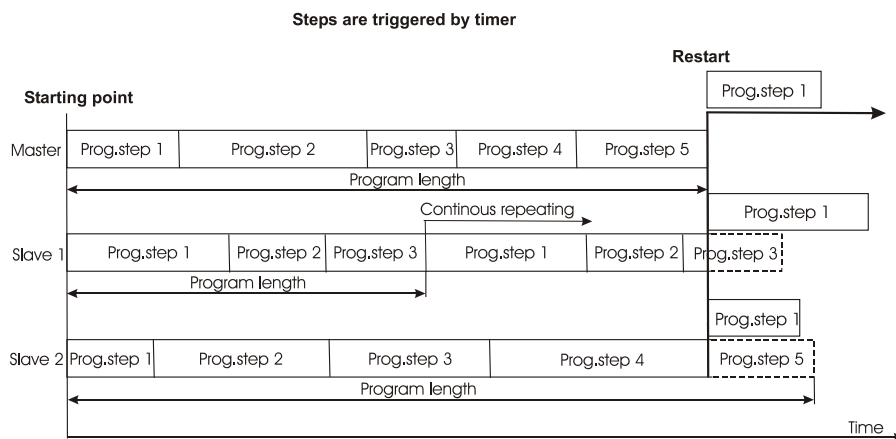 Steps are triggered by timer
Restart
Starting point
Prog.step 1
Master
Prog.step 1 Prog.step 2 Prog.step 3 Prog.step 4 Prog.step 5
Program length
Continous repeating
Prog.step 1
Slave 1
Prog.step 1 Prog.step 2 Prog.step 3 Prog.step 1 Prog.step 2 Prog.step 3
Program length
Prog.step 1
Slave 2
Prog.step 1 Prog.step 2 Prog.step 3 Prog.step 4 Prog.step 5
Program length
Time